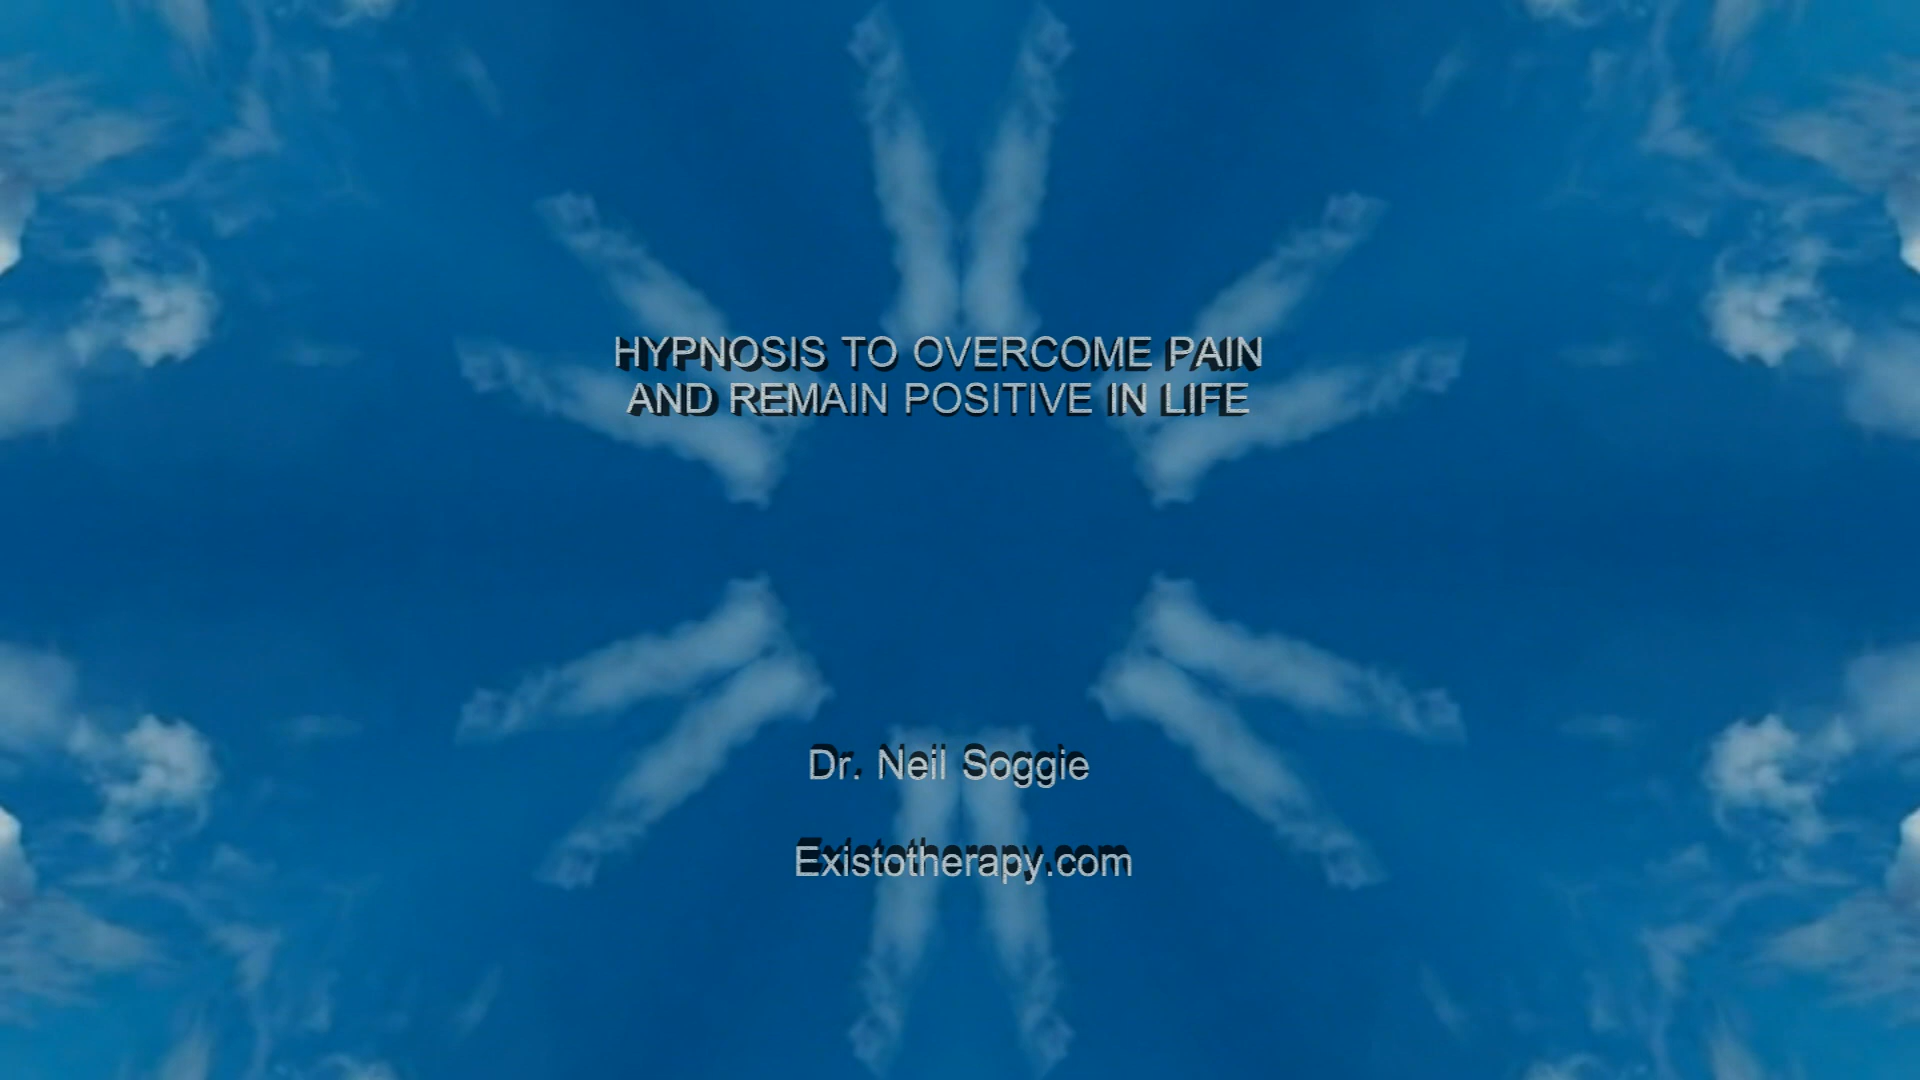 HYPNOSIS TO OVERCOME PAIN
AND REMAIN POSITIVE IN LIFE
Dr. Neil Soggie
Existotherapy.com